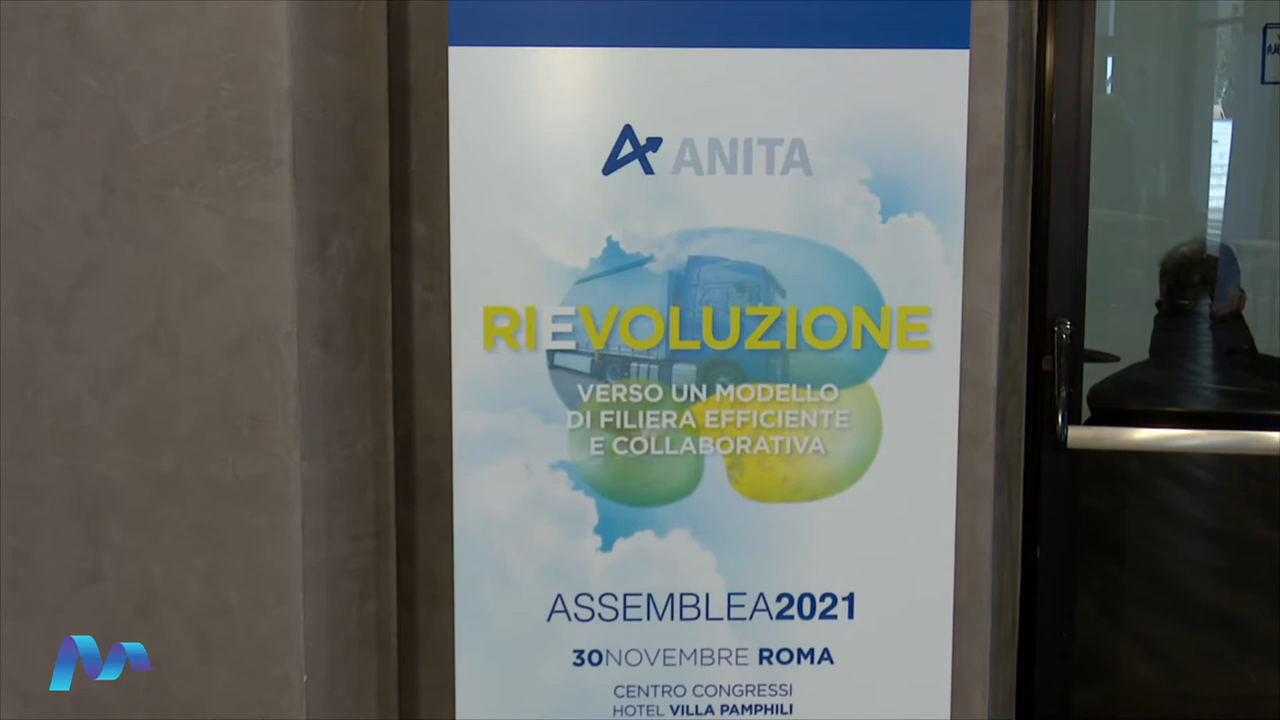 ANITA
RIEVOLUZIONE
VERSO UN MODELLO
DI FILIERA EFFICIENTE
E COLLABORATIVA
ASSEMBLEA2021
30NOVEMBRE ROMA
CENTRO CONGRESSI
HOTEL VILLA PAMPHILI